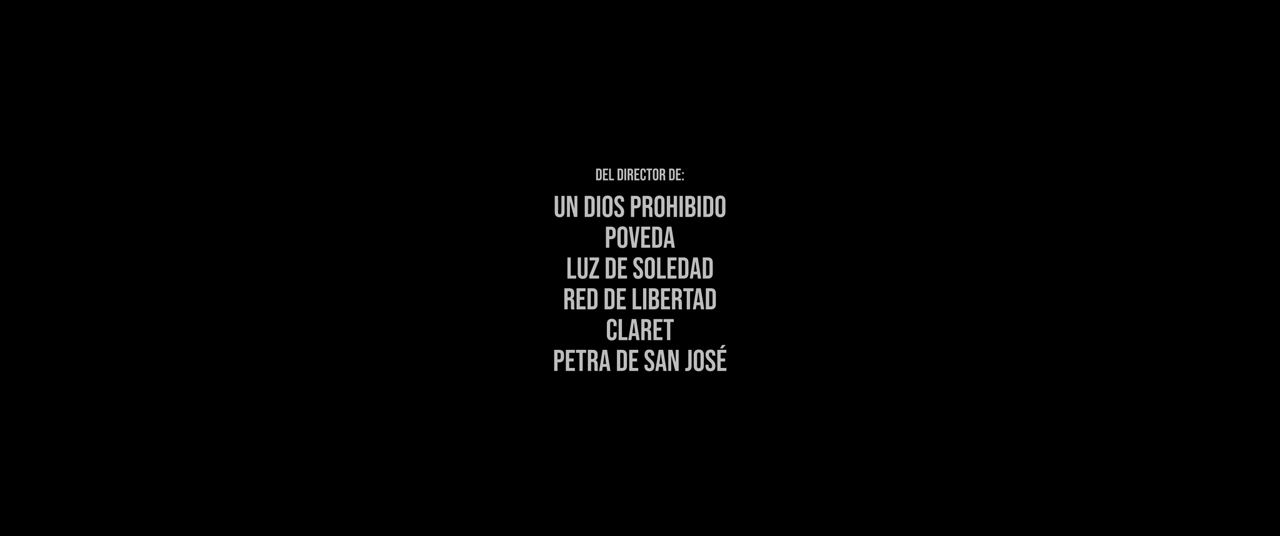 DEL DIRECTOR DE:
UN DIOS PROHIBIDO
POVEDA
LUZ DE SOLEDAD
RED DE LIBERTAD
CLARET
PETRA DE SAN JOSÉ